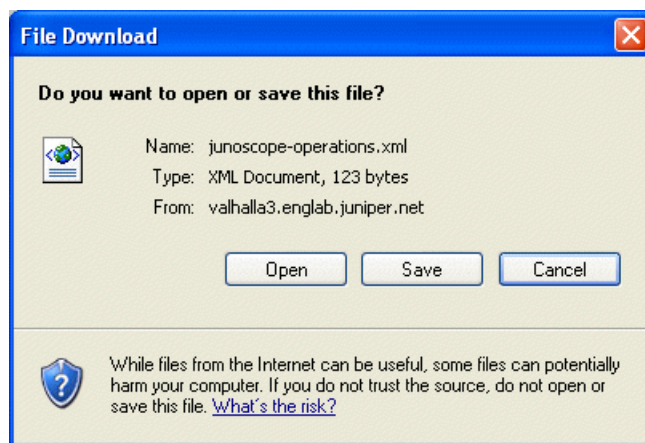 File Download
Do you want to open or save this file?
Name: junoscope-operations.xml
Type: XML Document, 123 bytes
From: valhalla3.englab.juniper.net
Open Save Cancel
While files from the Internet can be useful, some files can potentially
harm your computer. If you do not trust the source, do not open or
save this file. What's the risk?